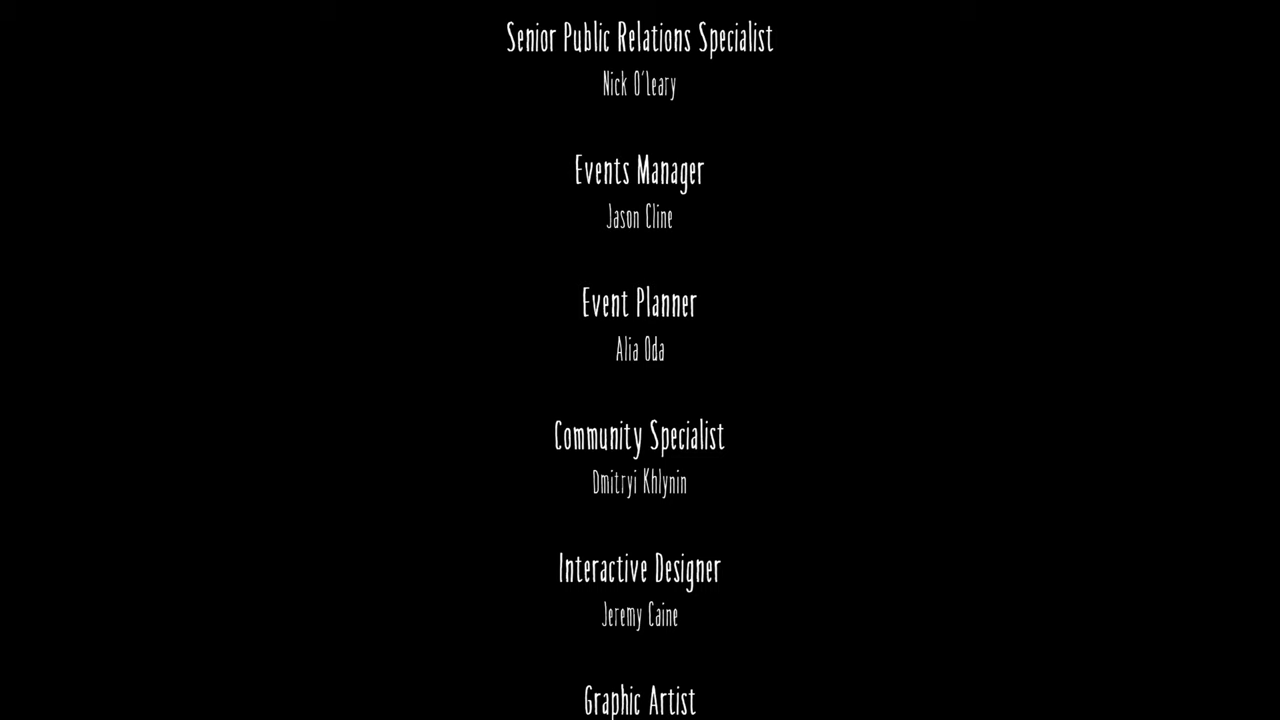 Senior Public Relations Specialist
Nick O'Leary
Events Manager
Jason Cline
Event Planner
Alia Oda
Community Specialist
Dmitryi Khlynin
Interactive Designer
Jeremy Caine
Graphic Artist